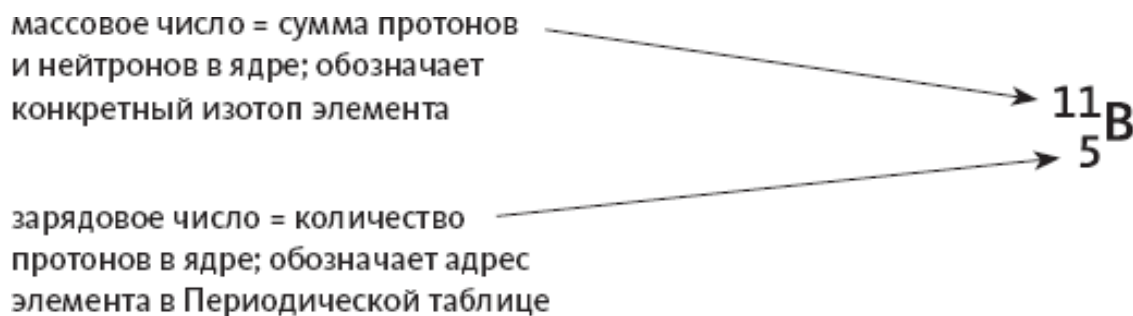 массовое число = сумма протонов
и нейтронов в ядре; обозначает
конкретный изотоп элемента
11
B
5
зарядовое число = количество
протонов в ядре; обозначает адрес
элемента в Периодической таблице